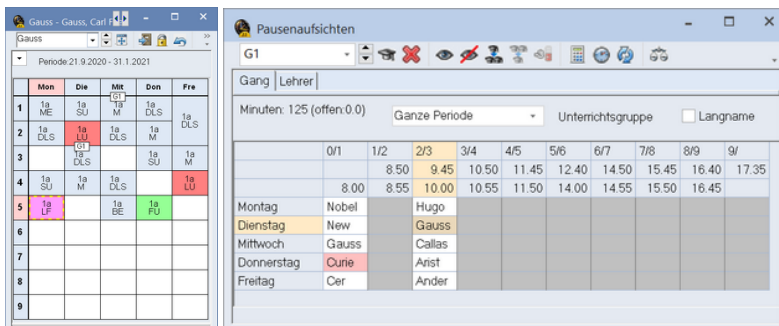 Gauss - Gauss, Carl F
Gauss
Periode:21.9.2020 - 31.1.2021
Mon Die Mit Don Fre
G1
1 1a ME 1a SU 1a M 1a DLS 1a DLS
2 1a DLS 1a LU 1a DLS 1a M
G1
3 1a DLS 1a SU 1a M
4 1a SU 1a M 1a DLS 1a LU
5 1a LF 1a BE 1a FU
6
7
8
9
Pausenaufsichten
G1
Gang Lehrer
Minuten: 125 (offen:0.0) Ganze Periode Unterrichtsgruppe Langname
0/1 1/2 2/3 3/4 4/5 5/6 6/7 7/8 8/9 9/
8.50 9.45 10.50 11.45 12.40 14.50 15.45 16.40 17.35
8.00 8.55 10.00 10.55 11.50 14.00 14.55 15.50 16.45
Montag Nobel Hugo
Dienstag New Gauss
Mittwoch Gauss Callas
Donnerstag Curie Arist
Freitag Cer Ander